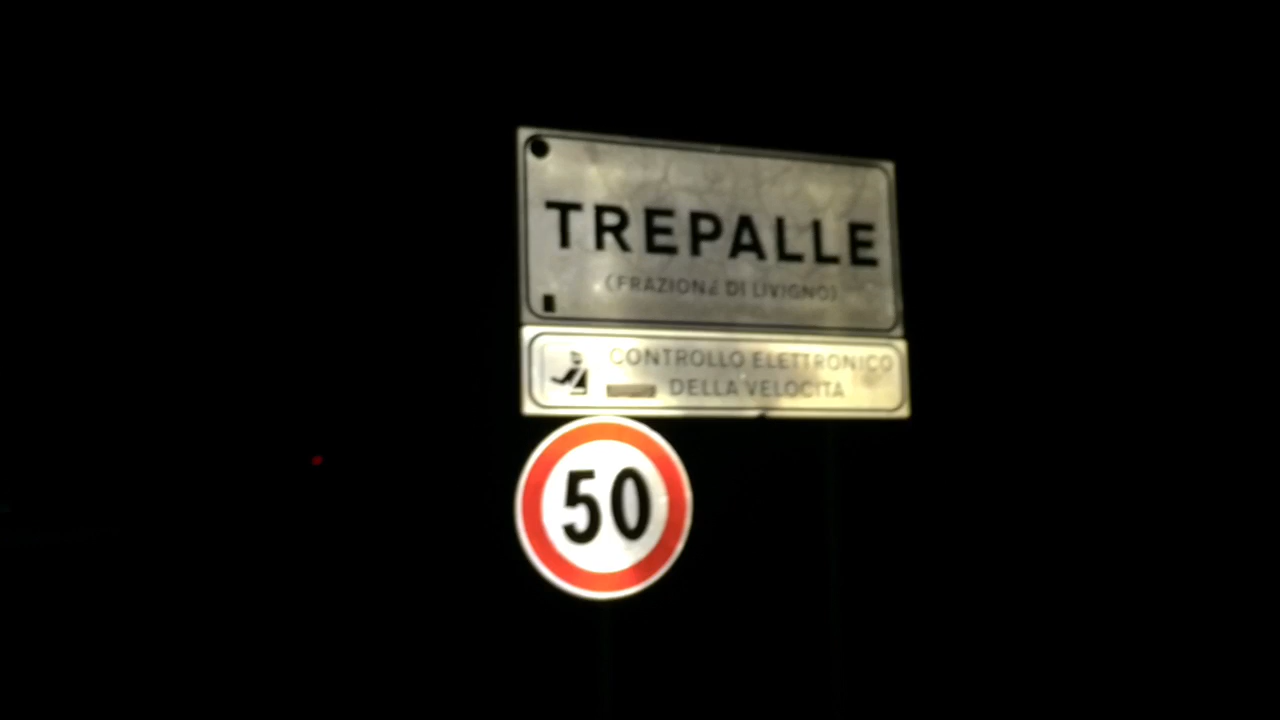 TREPALLE
(FRAZIONE DI LIVIGNO)
CONTROLLO ELETTRONICO
DELLA VELOCITA
50